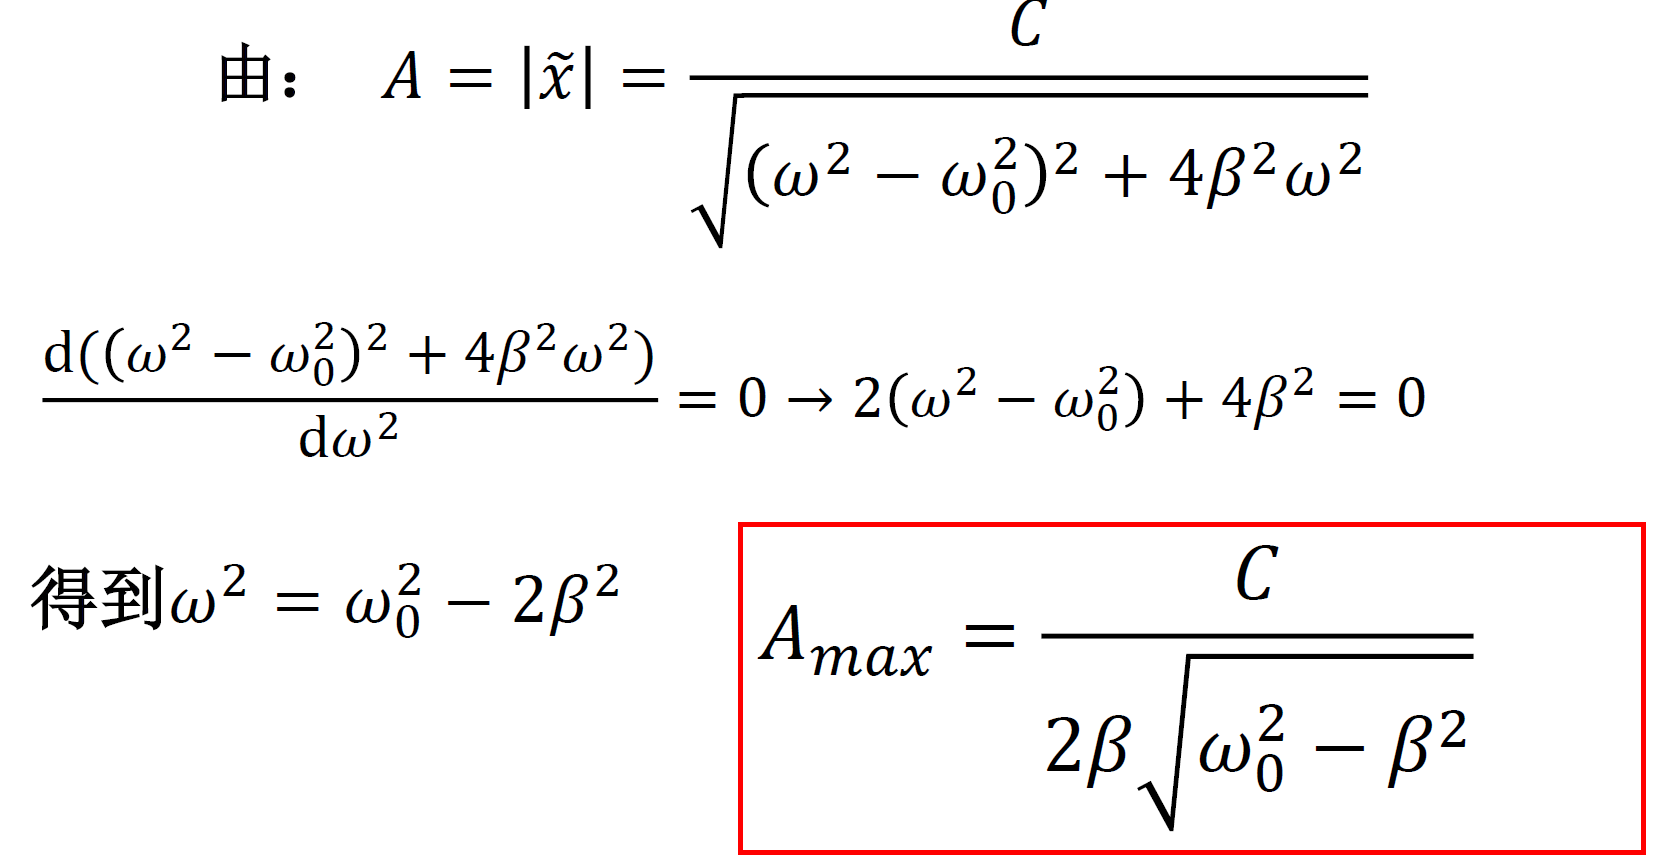 由： A = |x̃| = C / √((ω² − ω₀²)² + 4β²ω²)
d((ω² − ω₀²)² + 4β²ω²) / dω² = 0 → 2(ω² − ω₀²) + 4β² = 0
得到ω² = ω₀² − 2β²
A_max = C / (2β√(ω₀² − β²))